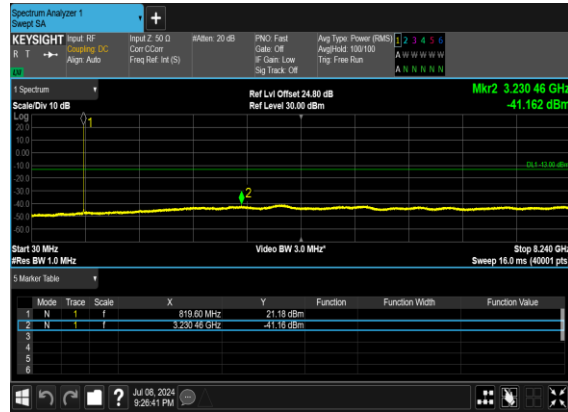 Spectrum Analyzer 1
Swept SA
KEYSIGHT
R T
Input: RF
Coupling: DC
Align: Auto
Input Z: 50 Ω
Corr CCorr
Freq Ref: Int (S)
#Atten: 20 dB
PNO: Fast
Gate: Off
IF Gain: Low
Sig Track: Off
Avg Type: Power (RMS)
Avg|Hold: 100/100
Trig: Free Run
1 2 3 4 5 6
A W W W W W
A N N N N N
1 Spectrum
Scale/Div 10 dB
Ref Lvl Offset 24.80 dB
Ref Level 30.00 dBm
Mkr2 3.230 46 GHz
-41.162 dBm
Log
20.0
10.0
0.00
-10.0
-20.0
-30.0
-40.0
-50.0
-60.0
1
2
DL1 -13.00 dBm
Start 30 MHz
#Res BW 1.0 MHz
Video BW 3.0 MHz*
Stop 8.240 GHz
Sweep 16.0 ms (40001 pts)
5 Marker Table
Mode Trace Scale X Y Function Function Width Function Value
1 N 1 f 819.60 MHz 21.18 dBm
2 N 1 f 3.230 46 GHz -41.16 dBm
3
4
5
6
?
Jul 08, 2024
9:26:41 PM